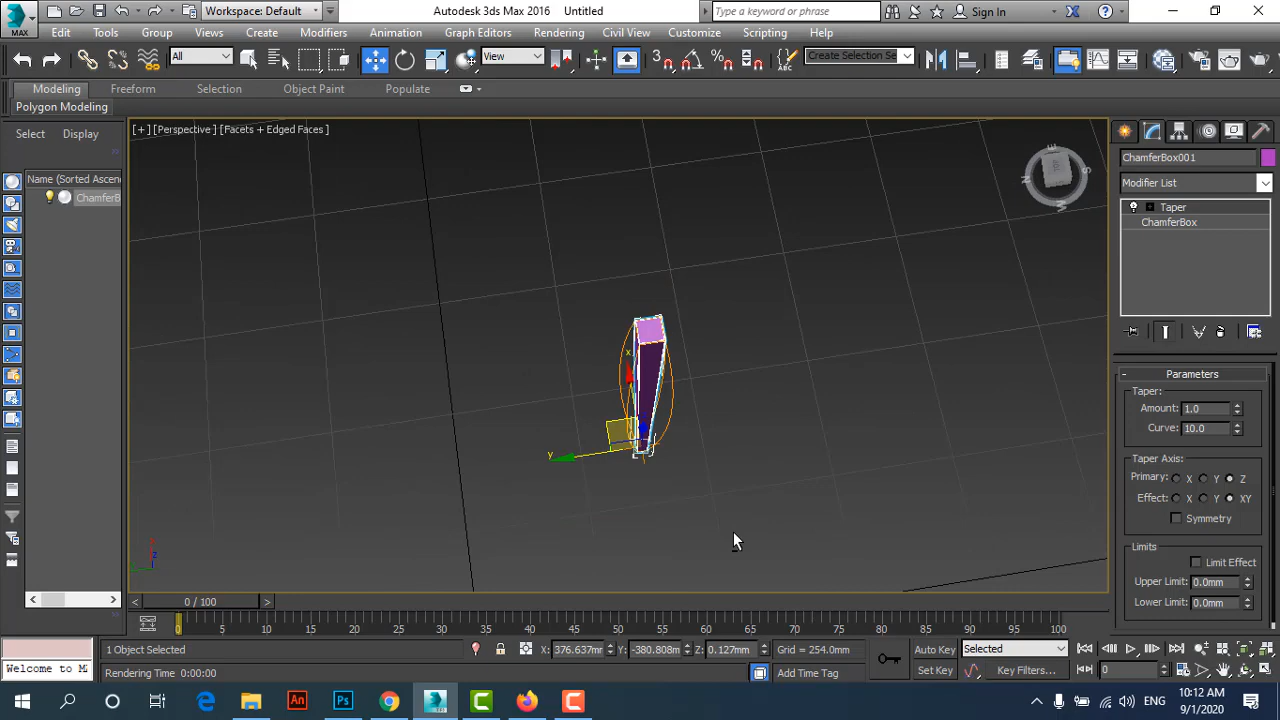 MAX
Workspace: Default
Autodesk 3ds Max 2016 Untitled
Type a keyword or phrase
Sign In
Edit Tools Group Views Create Modifiers Animation Graph Editors Rendering Civil View Customize Scripting Help
All
View
Create Selection Se
Modeling Freeform Selection Object Paint Populate
Polygon Modeling
Select Display
Name (Sorted Ascen
ChamferB
[+] [Perspective] [Facets + Edged Faces ]
x
y
TOP
E
S
W
N
ChamferBox001
Modifier List
Taper
ChamferBox
Parameters
Taper:
Amount: 1.0
Curve: 10.0
Taper Axis:
Primary: X Y Z
Effect: X Y XY
Symmetry
Limits
Limit Effect
Upper Limit: 0.0mm
Lower Limit: 0.0mm
0 / 100
0 5 10 15 20 25 30 35 40 45 50 55 60 65 70 75 80 85 90 95 100
1 Object Selected
X: 376.637mm Y: -380.808mm Z: 0.127mm
Grid = 254.0mm
Auto Key
Selected
Welcome to M
Rendering Time 0:00:00
Add Time Tag
Set Key
Key Filters...
0
ENG
10:12 AM
9/1/2020